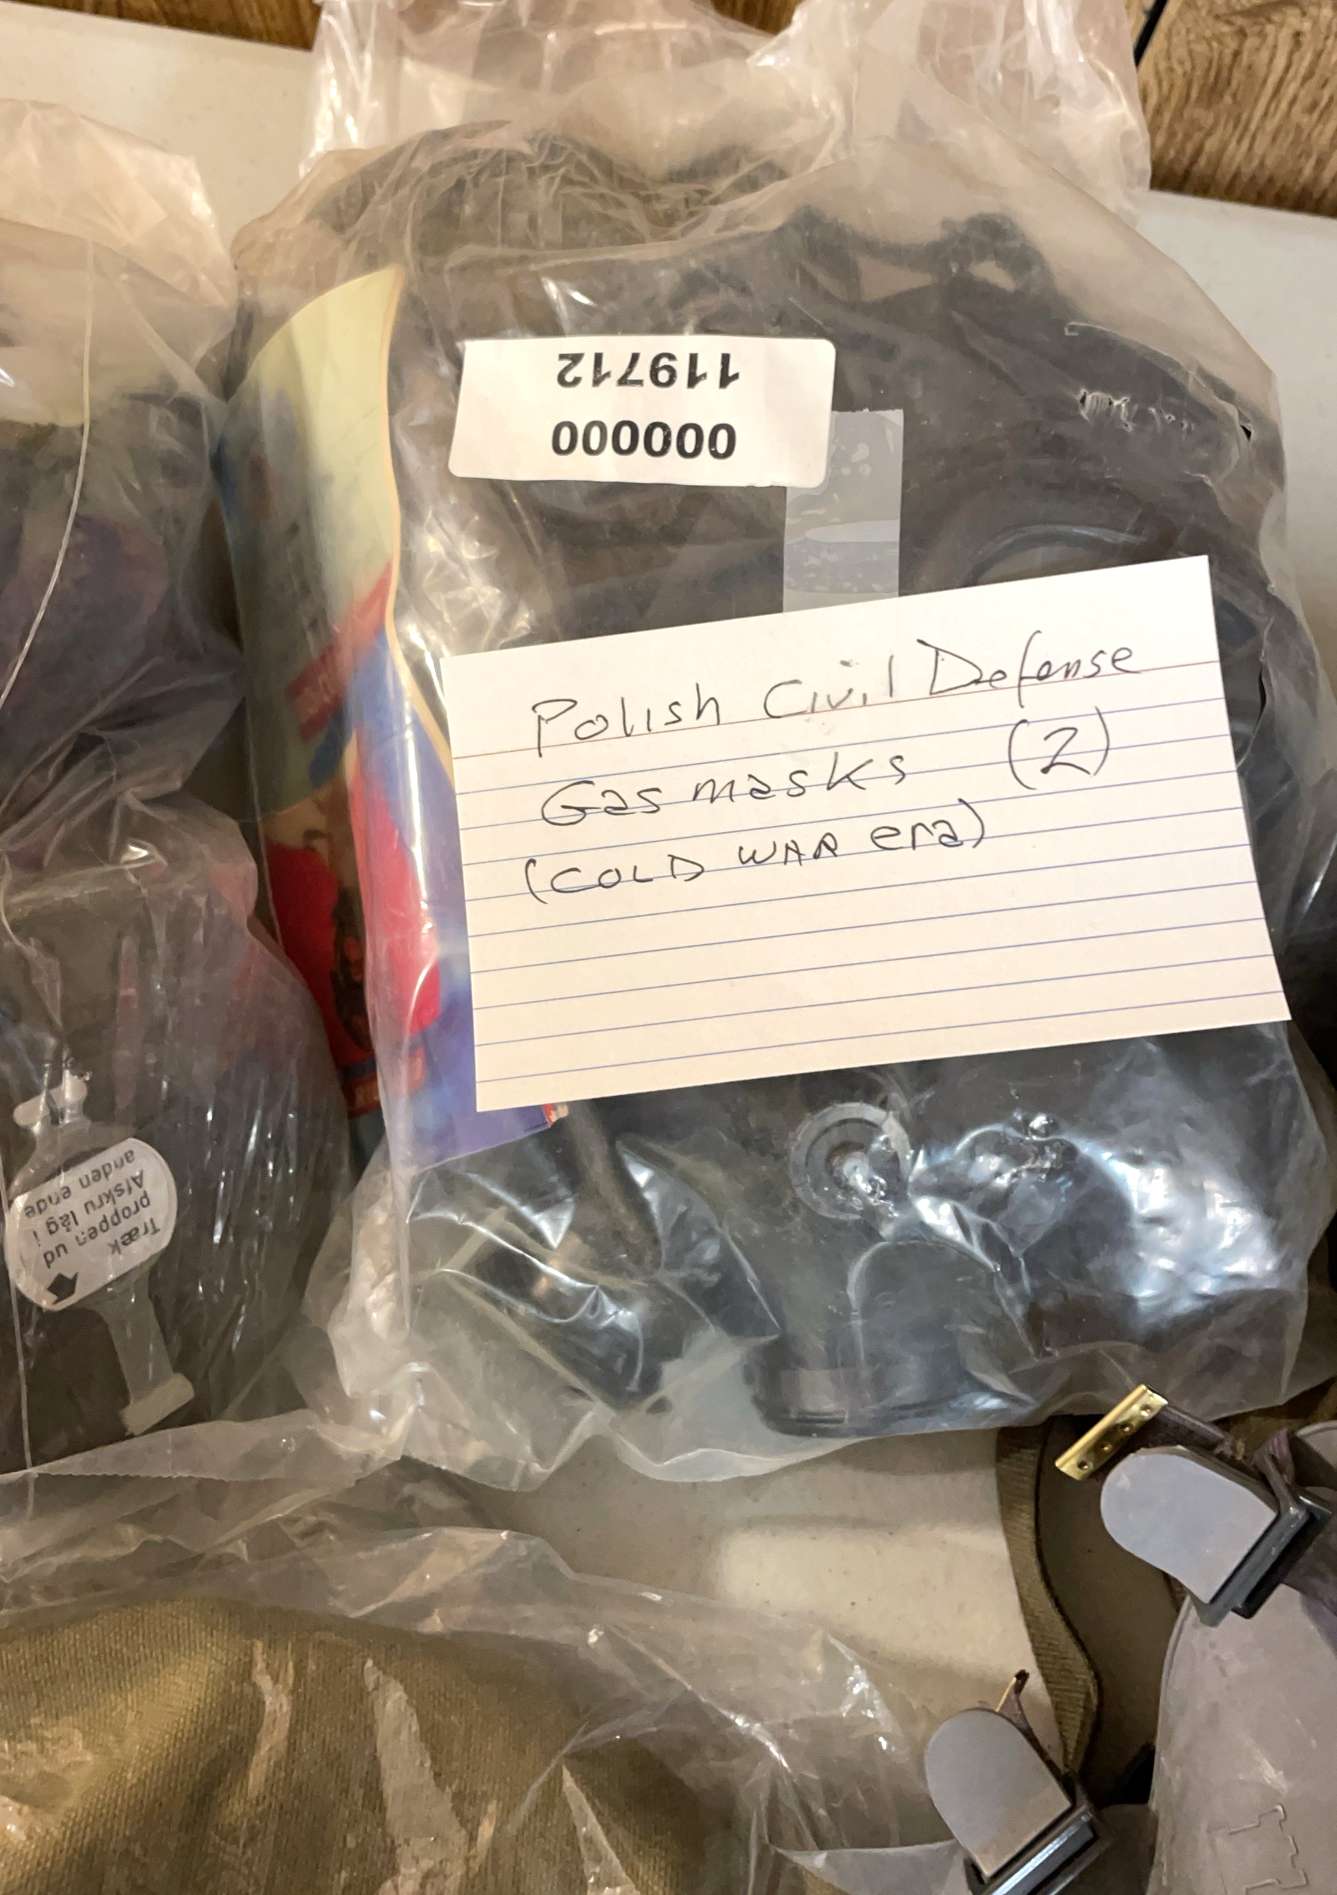 000000
119712
Polish Civil Defense
Gas masks (2)
(COLD WAR era)
Træk
proppen ud
Afskru låg i
anden ende